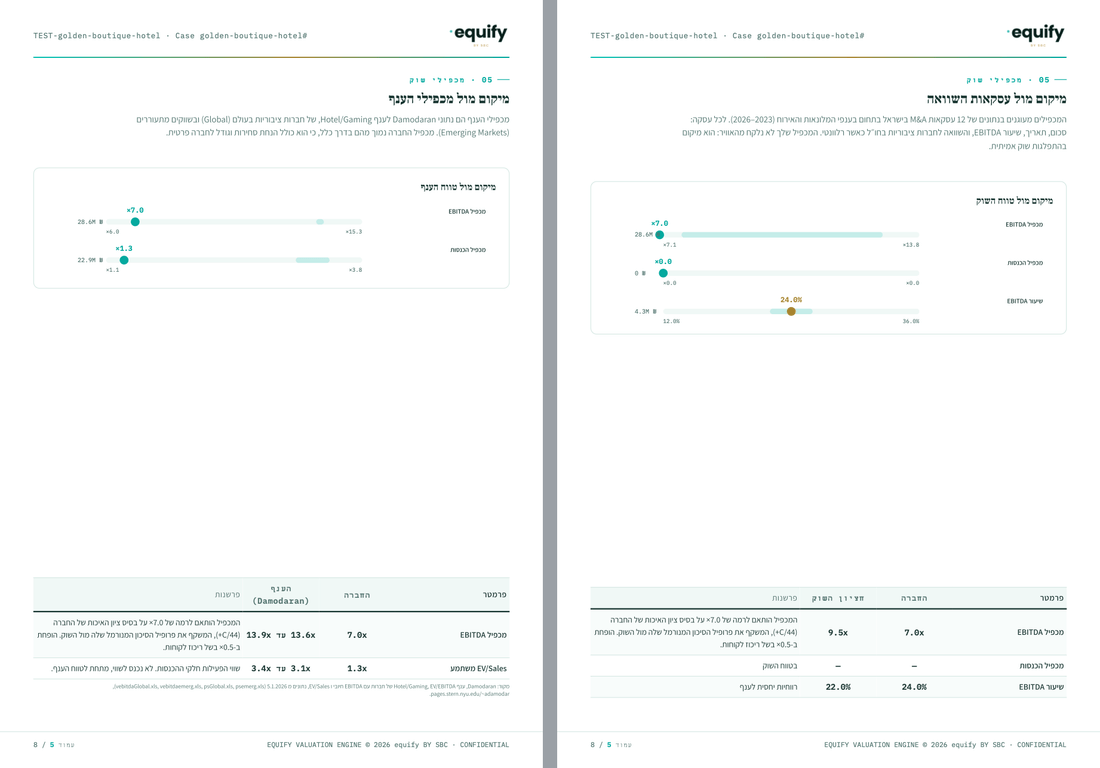 TEST-golden-boutique-hotel · Case golden-boutique-hotel#
equify
BY SBC
05 · מכפילי שוק
מיקום מול מכפילי הענף
מכפילי הענף הם נתוני Damodaran לענף Hotel/Gaming, של חברות ציבוריות בעולם (Global) ובשווקים מתעוררים
(Emerging Markets). מכפיל החברה נמוך מהם בדרך כלל, כי הוא כולל הנחת סחירות וגודל לחברה פרטית.
מיקום מול טווח הענף
מכפיל EBITDA
×7.0
28.6M ₪
×6.0
×15.3
מכפיל הכנסות
×1.3
22.9M ₪
×1.1
×3.8
פרמטר
החברה
הענף
(Damodaran)
פרשנות
מכפיל EBITDA
7.0x
13.6x עד 13.9x
המכפיל הותאם לרמה של 7.0× על בסיס ציון האיכות של החברה
(C/44+), המשקף את פרופיל הסיכון המנורמל שלה מול השוק. הופחת
ב-0.5× בשל ריכוז לקוחות.
EV/Sales משתמע
1.3x
3.1x עד 3.4x
שווי הפעילות חלקי ההכנסות. לא נכנס לשווי, מתחת לטווח הענף.
EQUIFY VALUATION ENGINE © 2026 equify BY SBC · CONFIDENTIAL
עמוד 5 / 8
TEST-golden-boutique-hotel · Case golden-boutique-hotel#
equify
BY SBC
05 · מכפילי שוק
מיקום מול עסקאות השוואה
המכפילים מעוגנים בנתונים של 12 עסקאות M&A בישראל בתחום בענפי המלונאות והאירוח (2023–2026). לכל עסקה:
סכום, תאריך, שיעור EBITDA, והשוואה לחברות ציבוריות בחו״ל כאשר רלוונטי. המכפיל שלך לא נלקח מהאוויר: הוא מיקום
בהתפלגות שוק אמיתית.
מיקום מול טווח השוק
מכפיל EBITDA
×7.0
28.6M
×7.1
×13.8
מכפיל הכנסות
×0.0
0 ₪
×0.0
×0.0
שיעור EBITDA
24.0%
4.3M ₪
12.0%
36.0%
פרמטר
החברה
חציון השוק
פרשנות
מכפיל EBITDA
7.0x
9.5x
המכפיל הותאם לרמה של 7.0× על בסיס ציון האיכות של החברה
(C/44+), המשקף את פרופיל הסיכון המנורמל שלה מול השוק. הופחת
ב-0.5× בשל ריכוז לקוחות.
מכפיל הכנסות
—
—
בטווח השוק
שיעור EBITDA
24.0%
22.0%
רווחיות יחסית לענף
EQUIFY VALUATION ENGINE © 2026 equify BY SBC · CONFIDENTIAL
עמוד 5 / 8